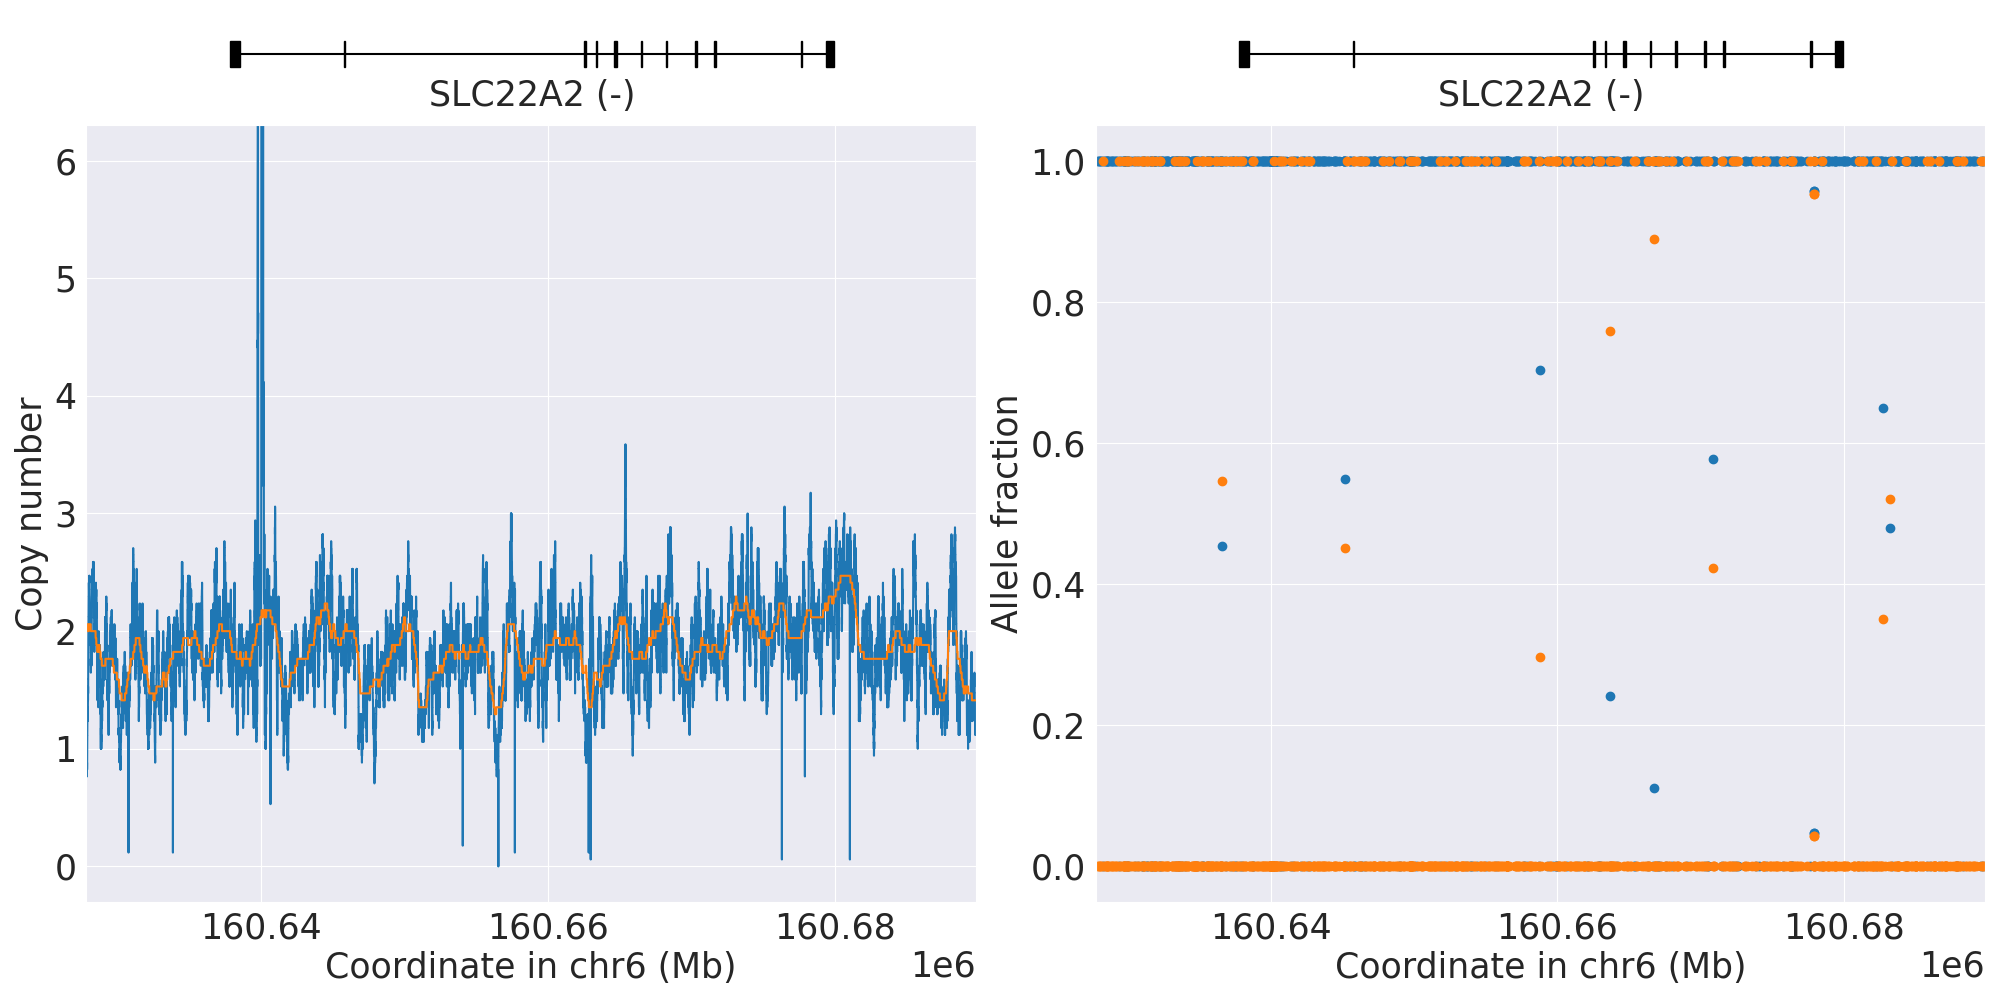 SLC22A2 (-)
6
5
4
3
2
1
0
Copy number
160.64 160.66 160.68
Coordinate in chr6 (Mb) 1e6
SLC22A2 (-)
1.0
0.8
0.6
0.4
0.2
0.0
Allele fraction
160.64 160.66 160.68
Coordinate in chr6 (Mb) 1e6